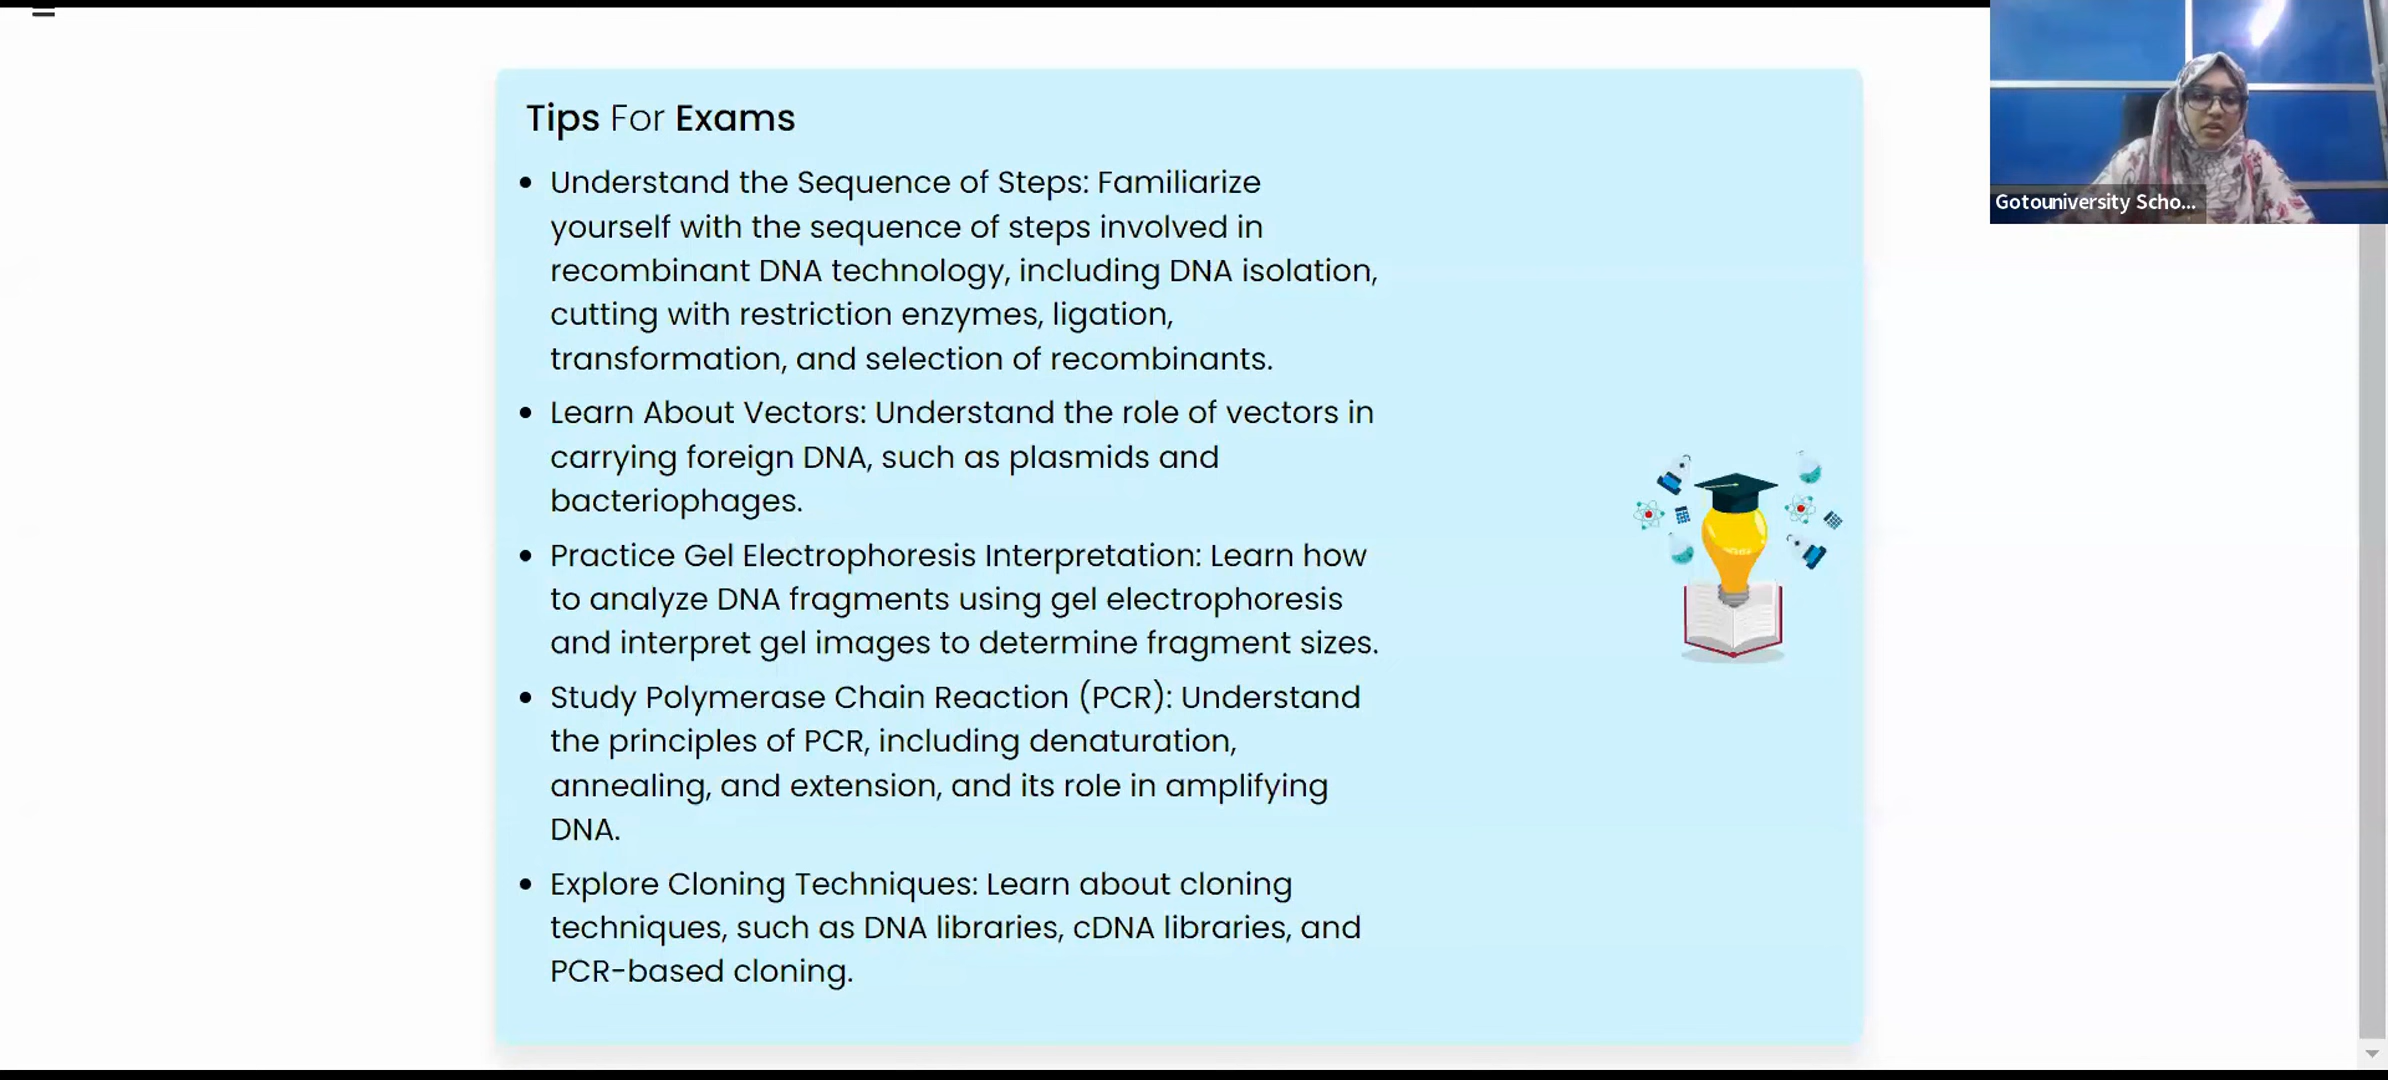 Tips For Exams
• Understand the Sequence of Steps: Familiarize
yourself with the sequence of steps involved in
recombinant DNA technology, including DNA isolation,
cutting with restriction enzymes, ligation,
transformation, and selection of recombinants.
• Learn About Vectors: Understand the role of vectors in
carrying foreign DNA, such as plasmids and
bacteriophages.
• Practice Gel Electrophoresis Interpretation: Learn how
to analyze DNA fragments using gel electrophoresis
and interpret gel images to determine fragment sizes.
• Study Polymerase Chain Reaction (PCR): Understand
the principles of PCR, including denaturation,
annealing, and extension, and its role in amplifying
DNA.
• Explore Cloning Techniques: Learn about cloning
techniques, such as DNA libraries, cDNA libraries, and
PCR-based cloning.
Gotouniversity Scho...